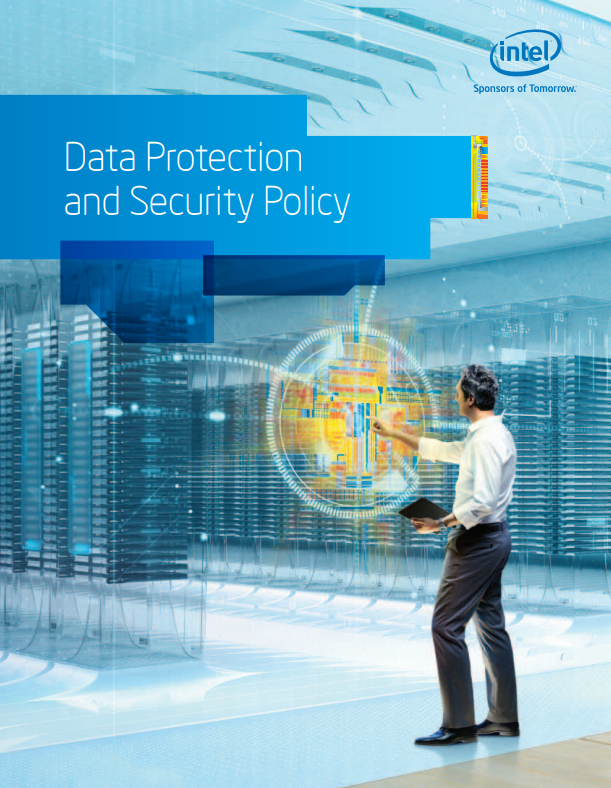 intel
Sponsors of Tomorrow.
Data Protection
and Security Policy